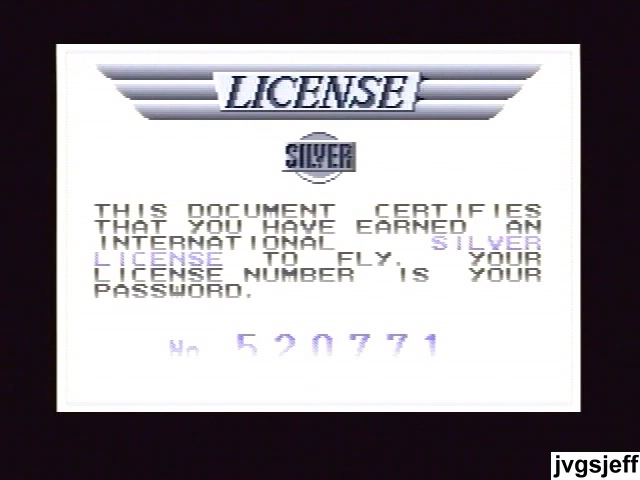 LICENSE
SILVER
THIS DOCUMENT CERTIFIES
THAT YOU HAVE EARNED AN
INTERNATIONAL SILVER
LICENSE TO FLY. YOUR
LICENSE NUMBER IS YOUR
PASSWORD.
No 520771
jvgsjeff